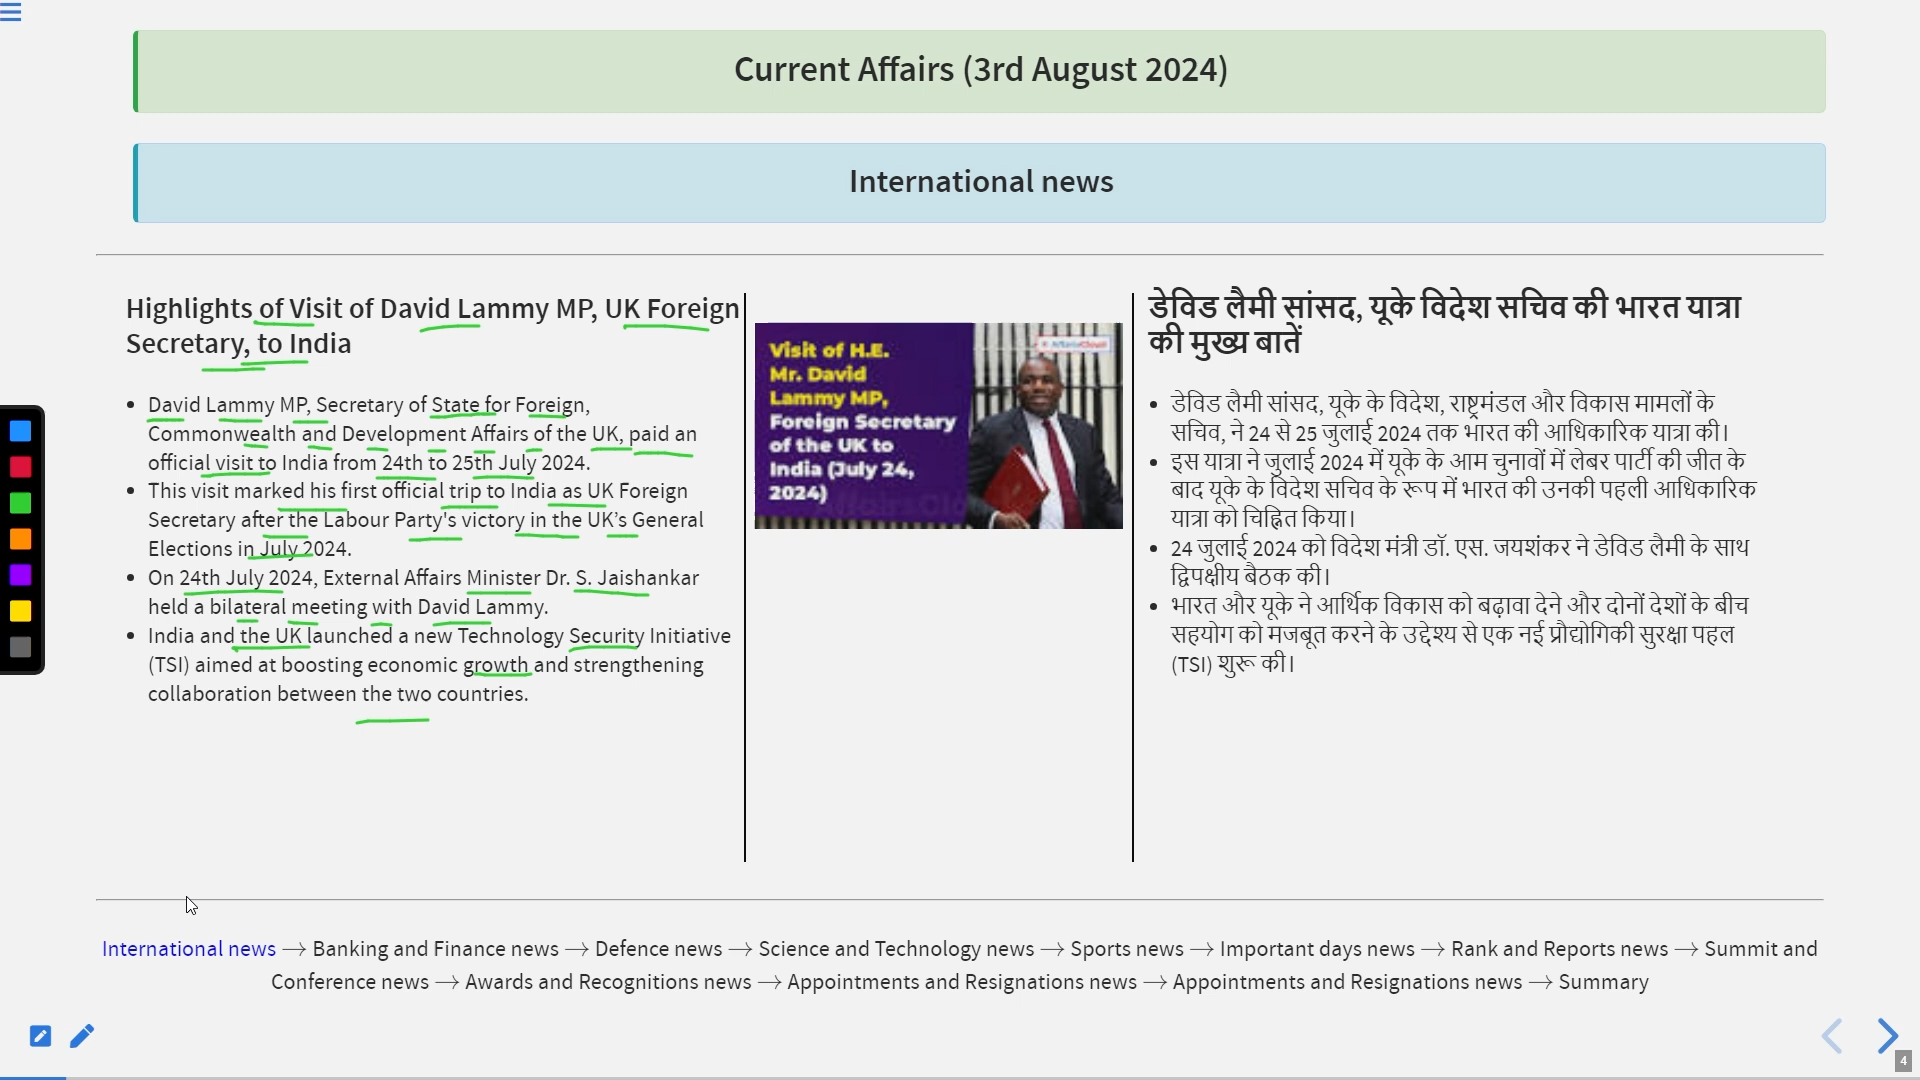 Current Affairs (3rd August 2024)
International news
Highlights of Visit of David Lammy MP, UK Foreign
Secretary, to India
• David Lammy MP, Secretary of State for Foreign,
Commonwealth and Development Affairs of the UK, paid an
official visit to India from 24th to 25th July 2024.
• This visit marked his first official trip to India as UK Foreign
Secretary after the Labour Party's victory in the UK’s General
Elections in July 2024.
• On 24th July 2024, External Affairs Minister Dr. S. Jaishankar
held a bilateral meeting with David Lammy.
• India and the UK launched a new Technology Security Initiative
(TSI) aimed at boosting economic growth and strengthening
collaboration between the two countries.
Visit of H.E.
Mr. David
Lammy MP,
Foreign Secretary
of the UK to
India (July 24,
2024)
AffairsCloud
डेविड लैमी सांसद, यूके विदेश सचिव की भारत यात्रा
की मुख्य बातें
• डेविड लैमी सांसद, यूके के विदेश, राष्ट्रमंडल और विकास मामलों के
सचिव, ने 24 से 25 जुलाई 2024 तक भारत की आधिकारिक यात्रा की।
• इस यात्रा ने जुलाई 2024 में यूके के आम चुनावों में लेबर पार्टी की जीत के
बाद यूके के विदेश सचिव के रूप में भारत की उनकी पहली आधिकारिक
यात्रा को चिह्नित किया।
• 24 जुलाई 2024 को विदेश मंत्री डॉ. एस. जयशंकर ने डेविड लैमी के साथ
द्विपक्षीय बैठक की।
• भारत और यूके ने आर्थिक विकास को बढ़ावा देने और दोनों देशों के बीच
सहयोग को मजबूत करने के उद्देश्य से एक नई प्रौद्योगिकी सुरक्षा पहल
(TSI) शुरू की।
International news → Banking and Finance news → Defence news → Science and Technology news → Sports news → Important days news → Rank and Reports news → Summit and
Conference news → Awards and Recognitions news → Appointments and Resignations news → Appointments and Resignations news → Summary
4